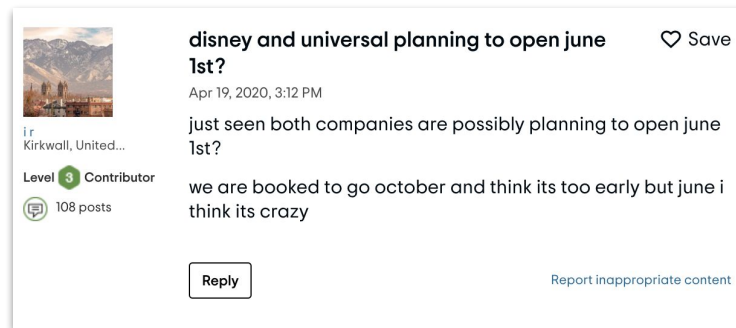 disney and universal planning to open june
1st?
Save
Apr 19, 2020, 3:12 PM
just seen both companies are possibly planning to open june
1st?
we are booked to go october and think its too early but june i
think its crazy
i r
Kirkwall, United...
Level 3 Contributor
108 posts
Reply
Report inappropriate content